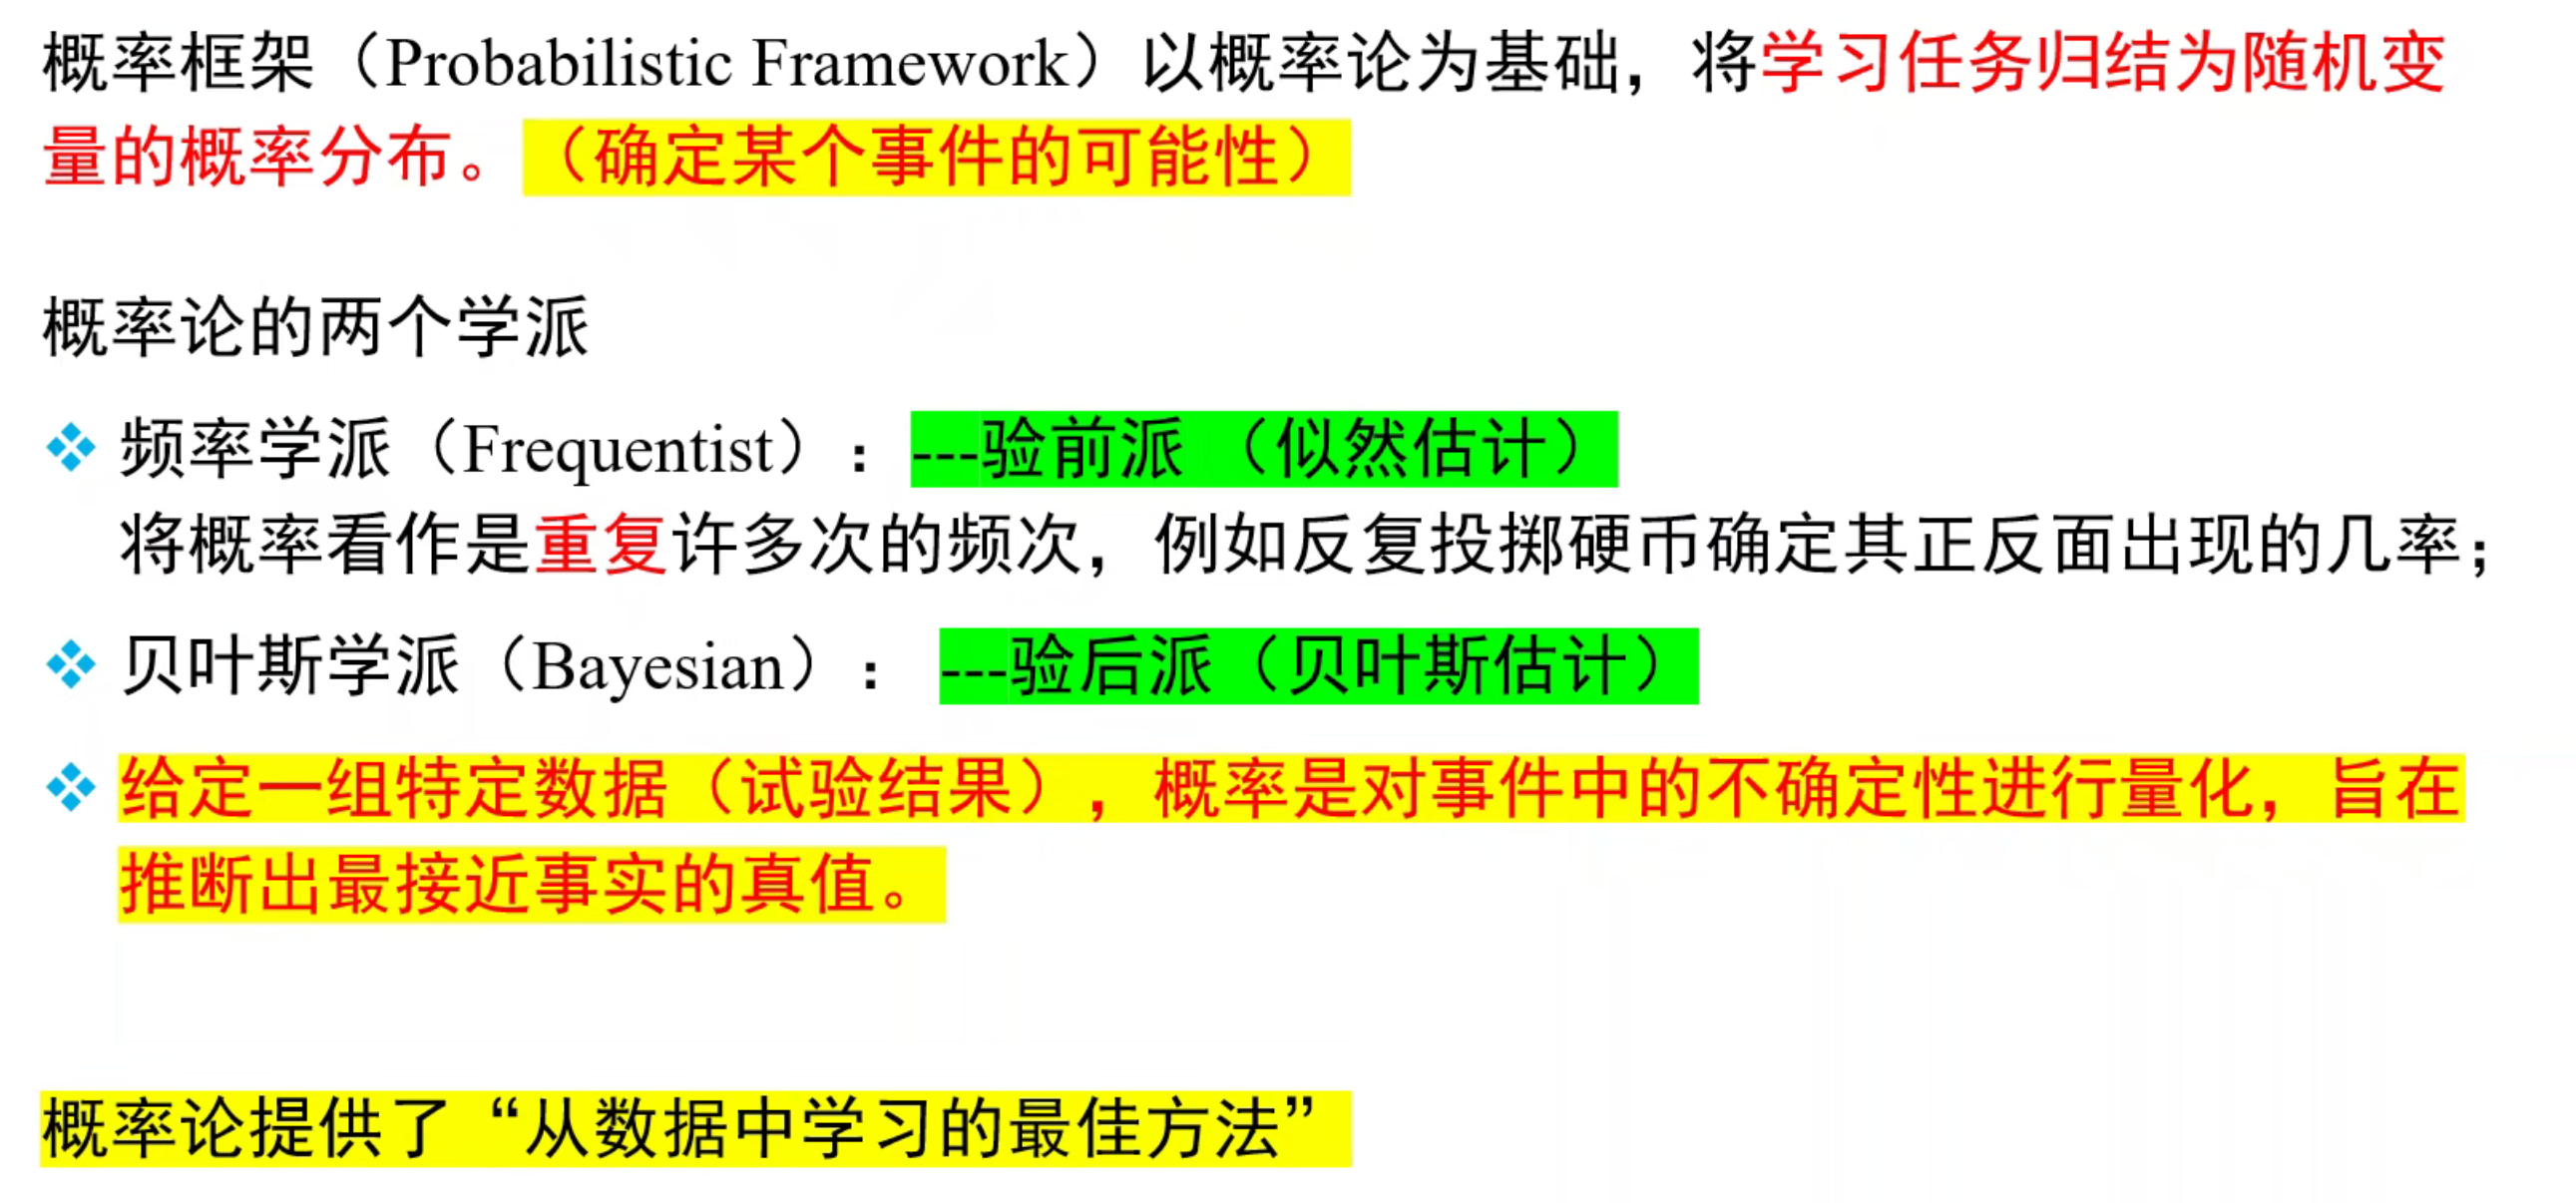 概率框架（Probabilistic Framework）以概率论为基础，将学习任务归结为随机变
量的概率分布。（确定某个事件的可能性）
概率论的两个学派
频率学派（Frequentist）：---验前派 （似然估计）
将概率看作是重复许多次的频次，例如反复投掷硬币确定其正反面出现的几率；
贝叶斯学派（Bayesian）： ---验后派（贝叶斯估计）
给定一组特定数据（试验结果），概率是对事件中的不确定性进行量化，旨在
推断出最接近事实的真值。
概率论提供了“从数据中学习的最佳方法”